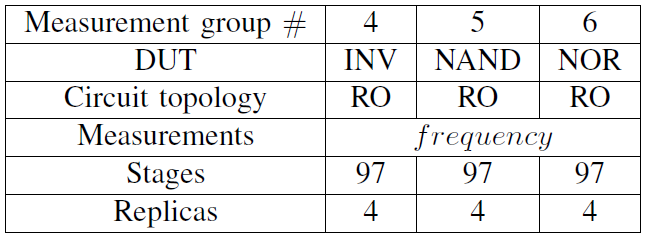 Measurement group # 4 5 6
DUT INV NAND NOR
Circuit topology RO RO RO
Measurements frequency
Stages 97 97 97
Replicas 4 4 4